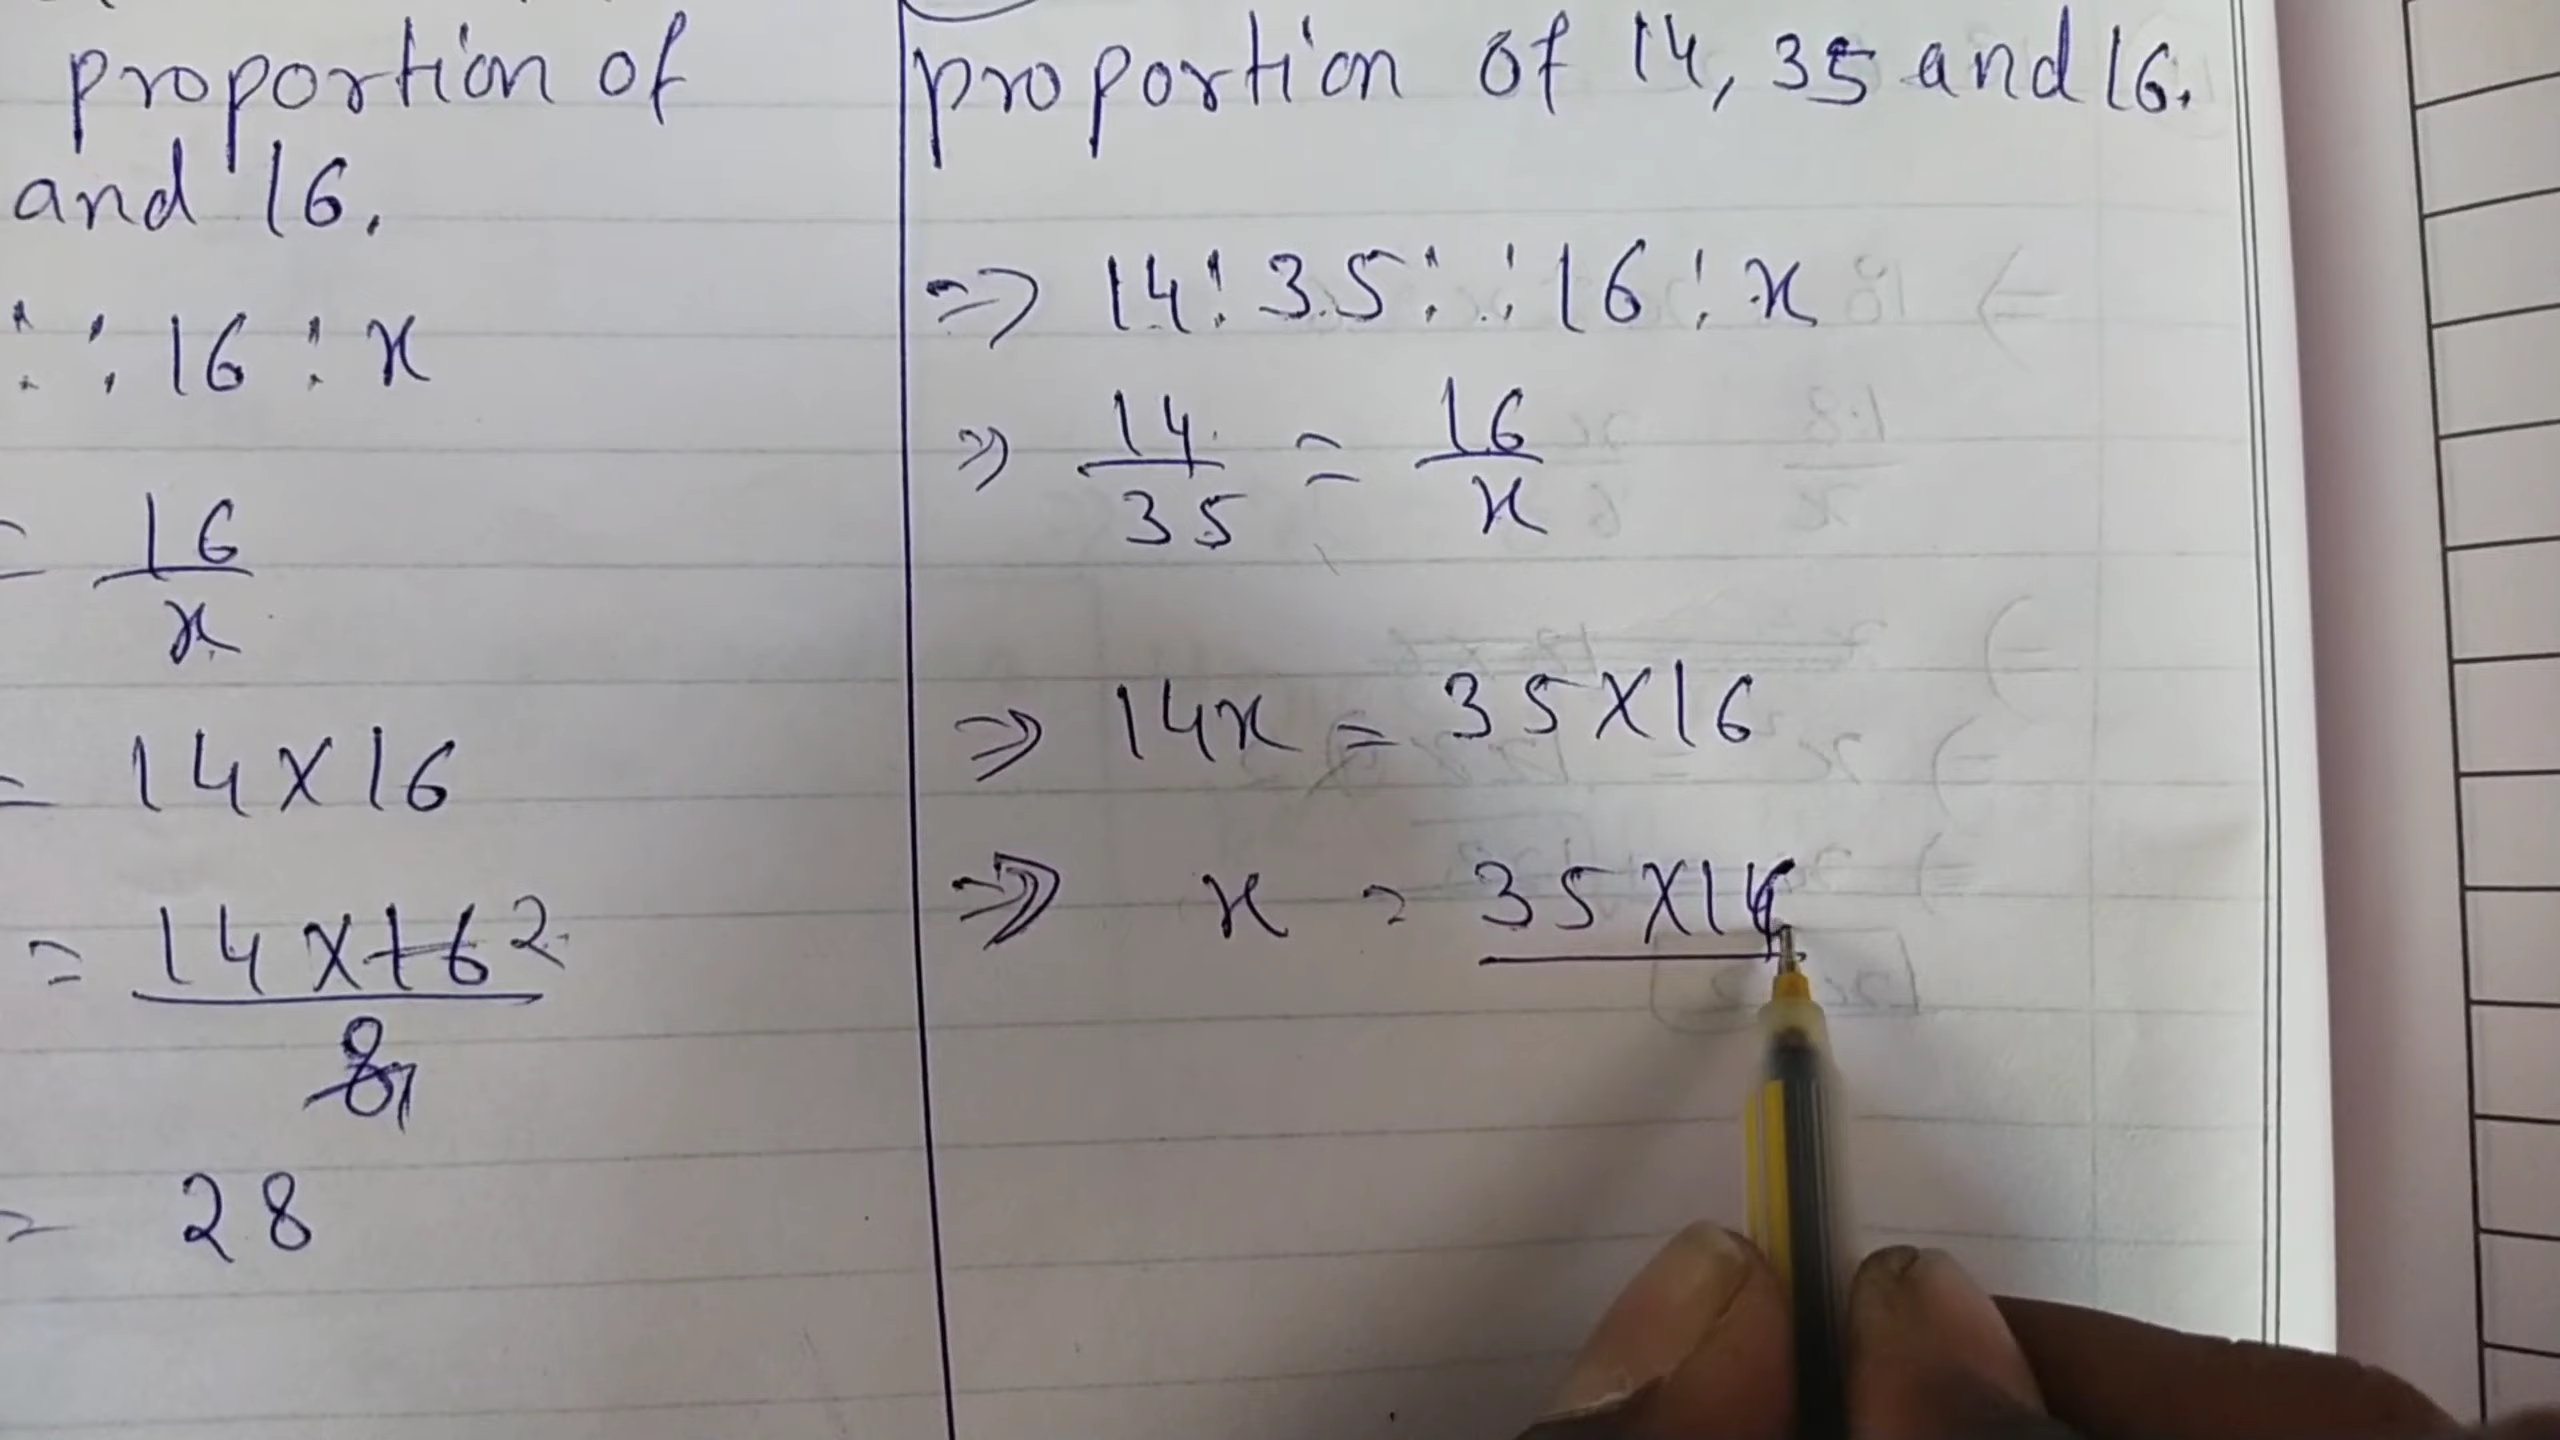 proportion of
and 16.
:: 16 : x
= 16/x
= 14 x 16
= 14 x 16 2 / 8 1
= 28
proportion of 14, 35 and 16.
=> 14 : 35 :: 16 : x
=> 14/35 = 16/x
=> 14x = 35 x 16
=> x = 35 x 16